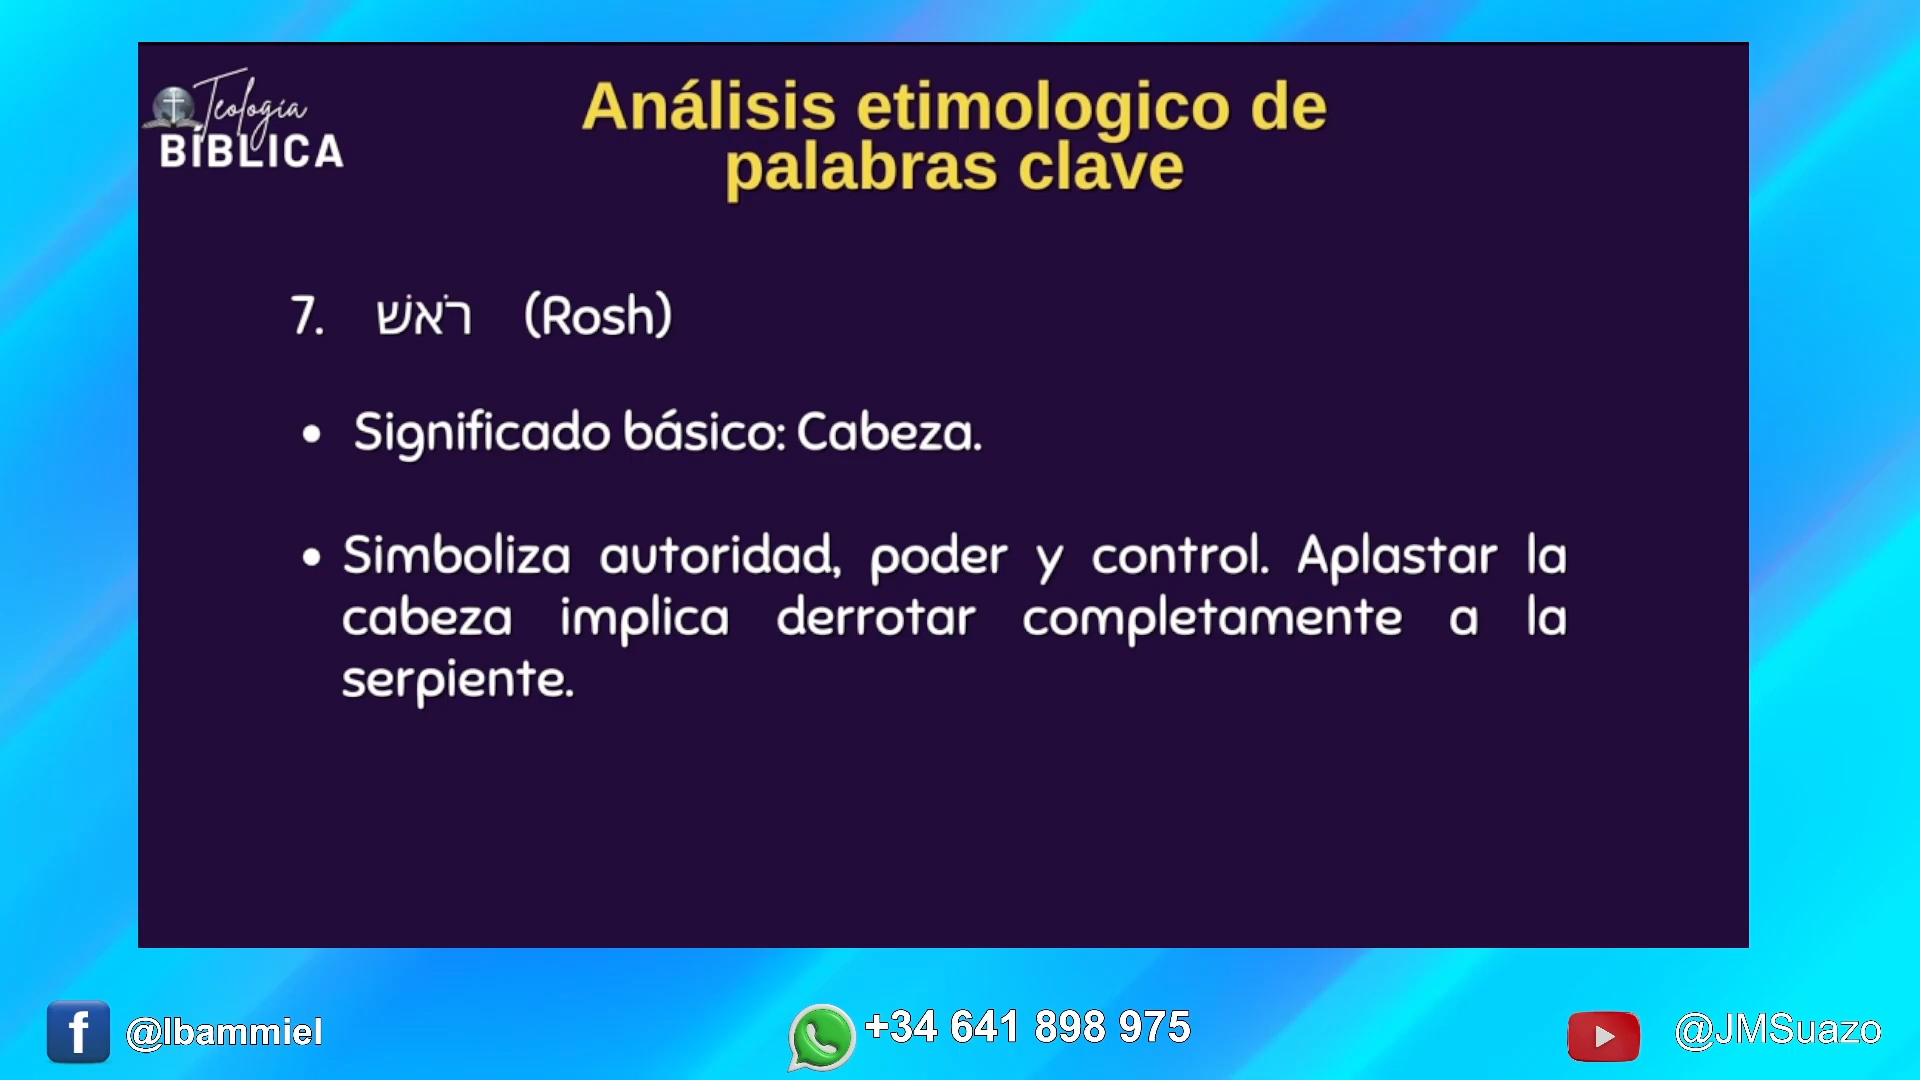 Teología
BÍBLICA
Análisis etimologico de
palabras clave
7. רֹאשׁ (Rosh)
• Significado básico: Cabeza.
• Simboliza autoridad, poder y control. Aplastar la
cabeza implica derrotar completamente a la
serpiente.
f @lbammiel
+34 641 898 975
@JMSuazo